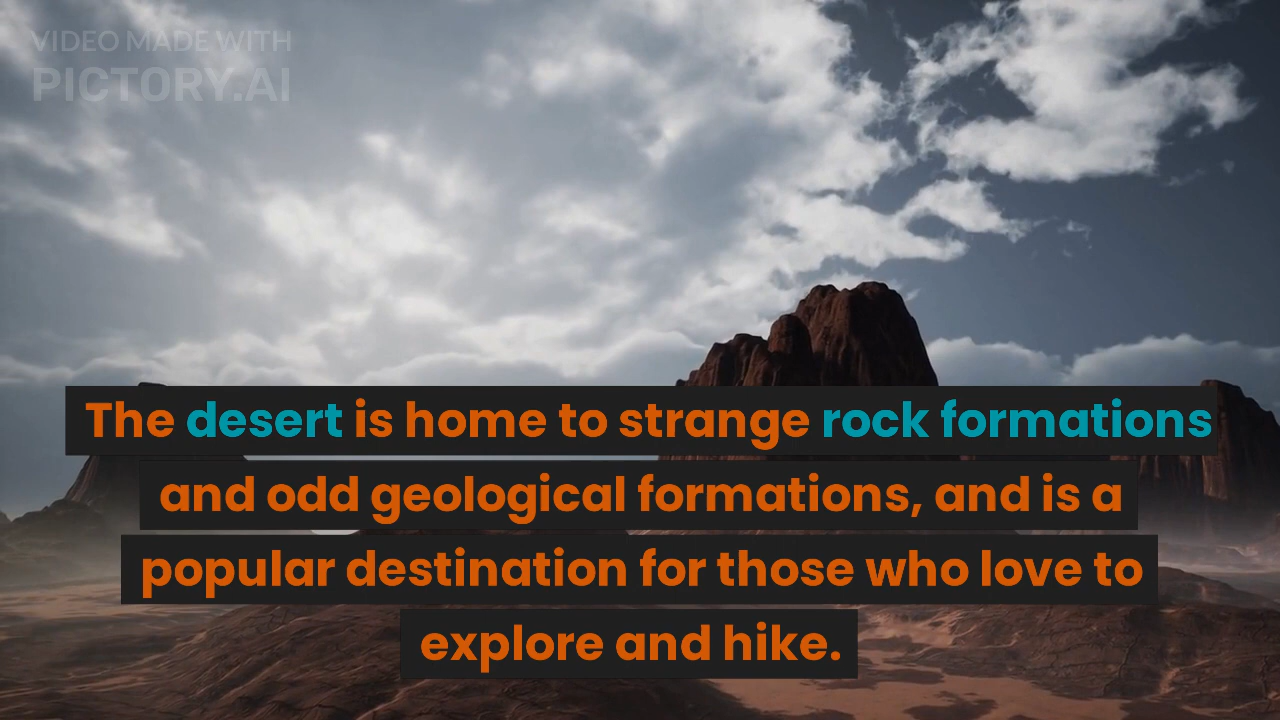 VIDEO MADE WITH
PICTORY.AI
The desert is home to strange rock formations
and odd geological formations, and is a
popular destination for those who love to
explore and hike.